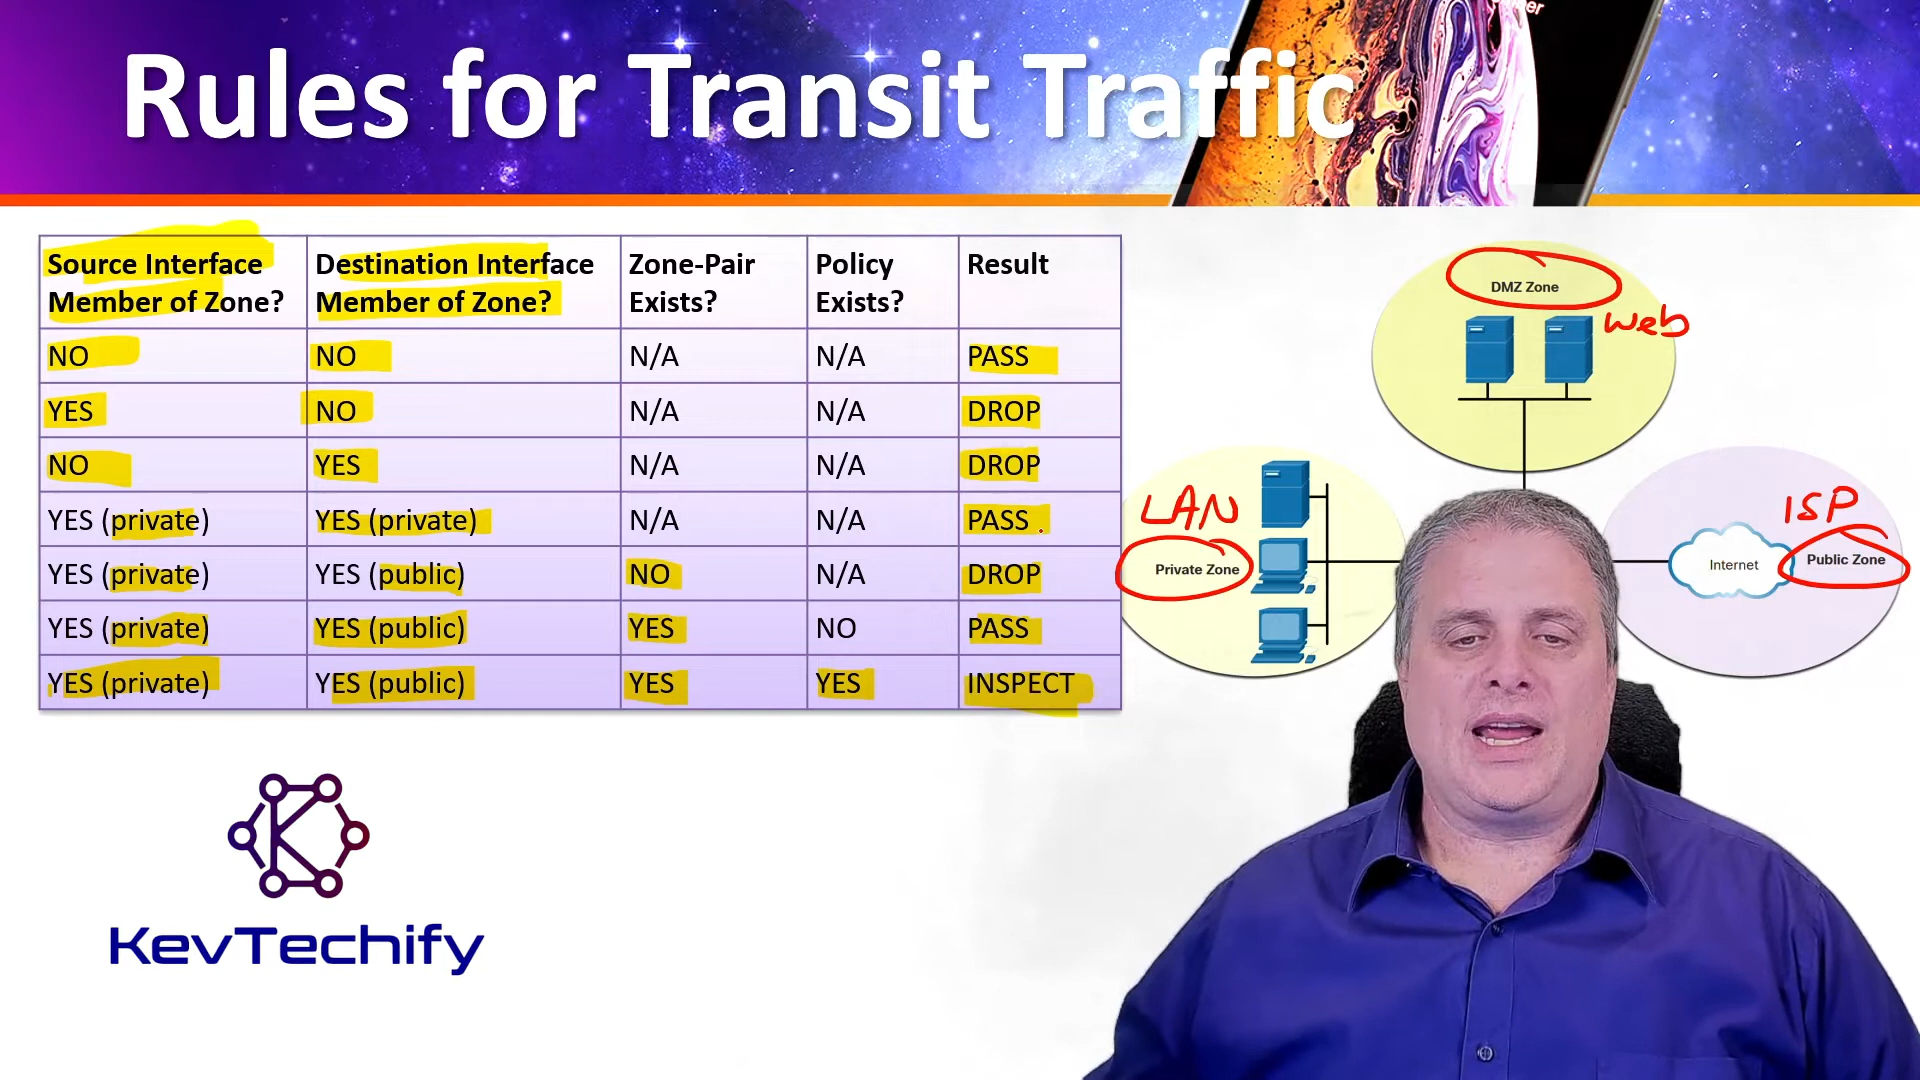 er
Rules for Transit Traffic
Source Interface Member of Zone? Destination Interface Member of Zone? Zone-Pair Exists? Policy Exists? Result
NO NO N/A N/A PASS
YES NO N/A N/A DROP
NO YES N/A N/A DROP
YES (private) YES (private) N/A N/A PASS
YES (private) YES (public) NO N/A DROP
YES (private) YES (public) YES NO PASS
YES (private) YES (public) YES YES INSPECT
DMZ Zone
Web
LAN
Private Zone
ISP
Internet
Public Zone
KevTechify